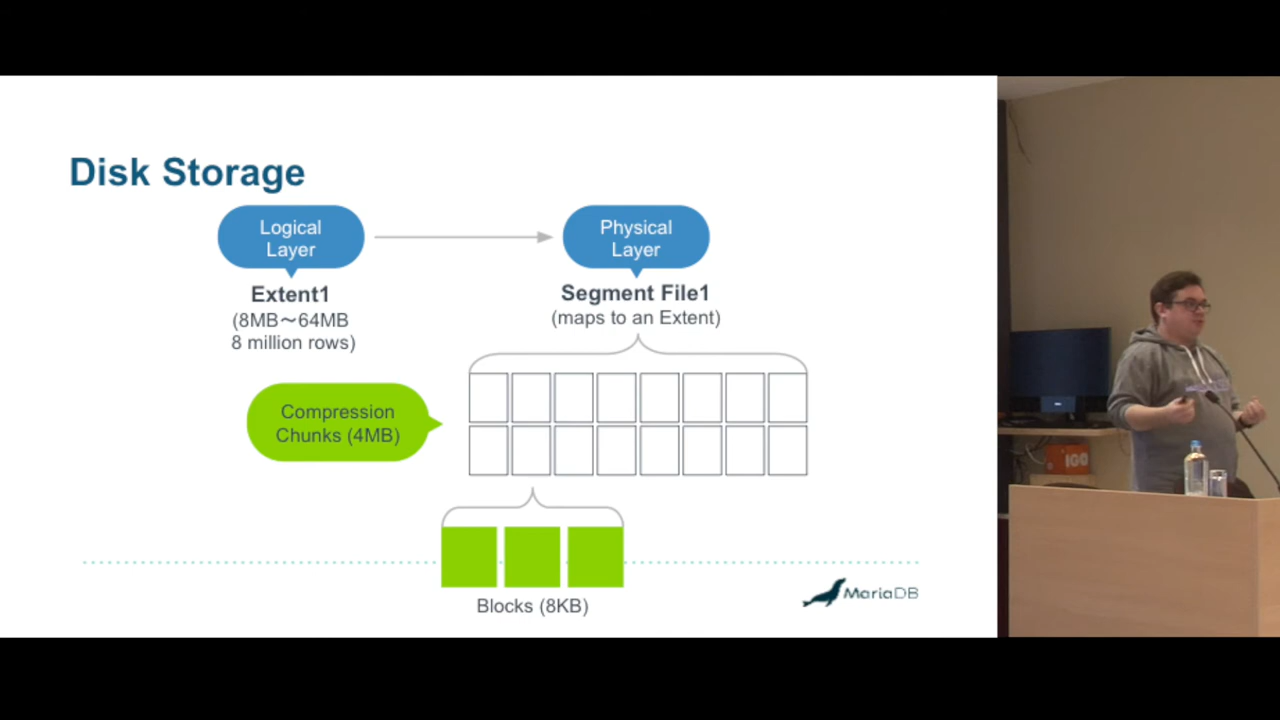 Disk Storage
Logical
Layer
Physical
Layer
Extent1
(8MB～64MB
8 million rows)
Segment File1
(maps to an Extent)
Compression
Chunks (4MB)
Blocks (8KB)
MariaDB
IGO